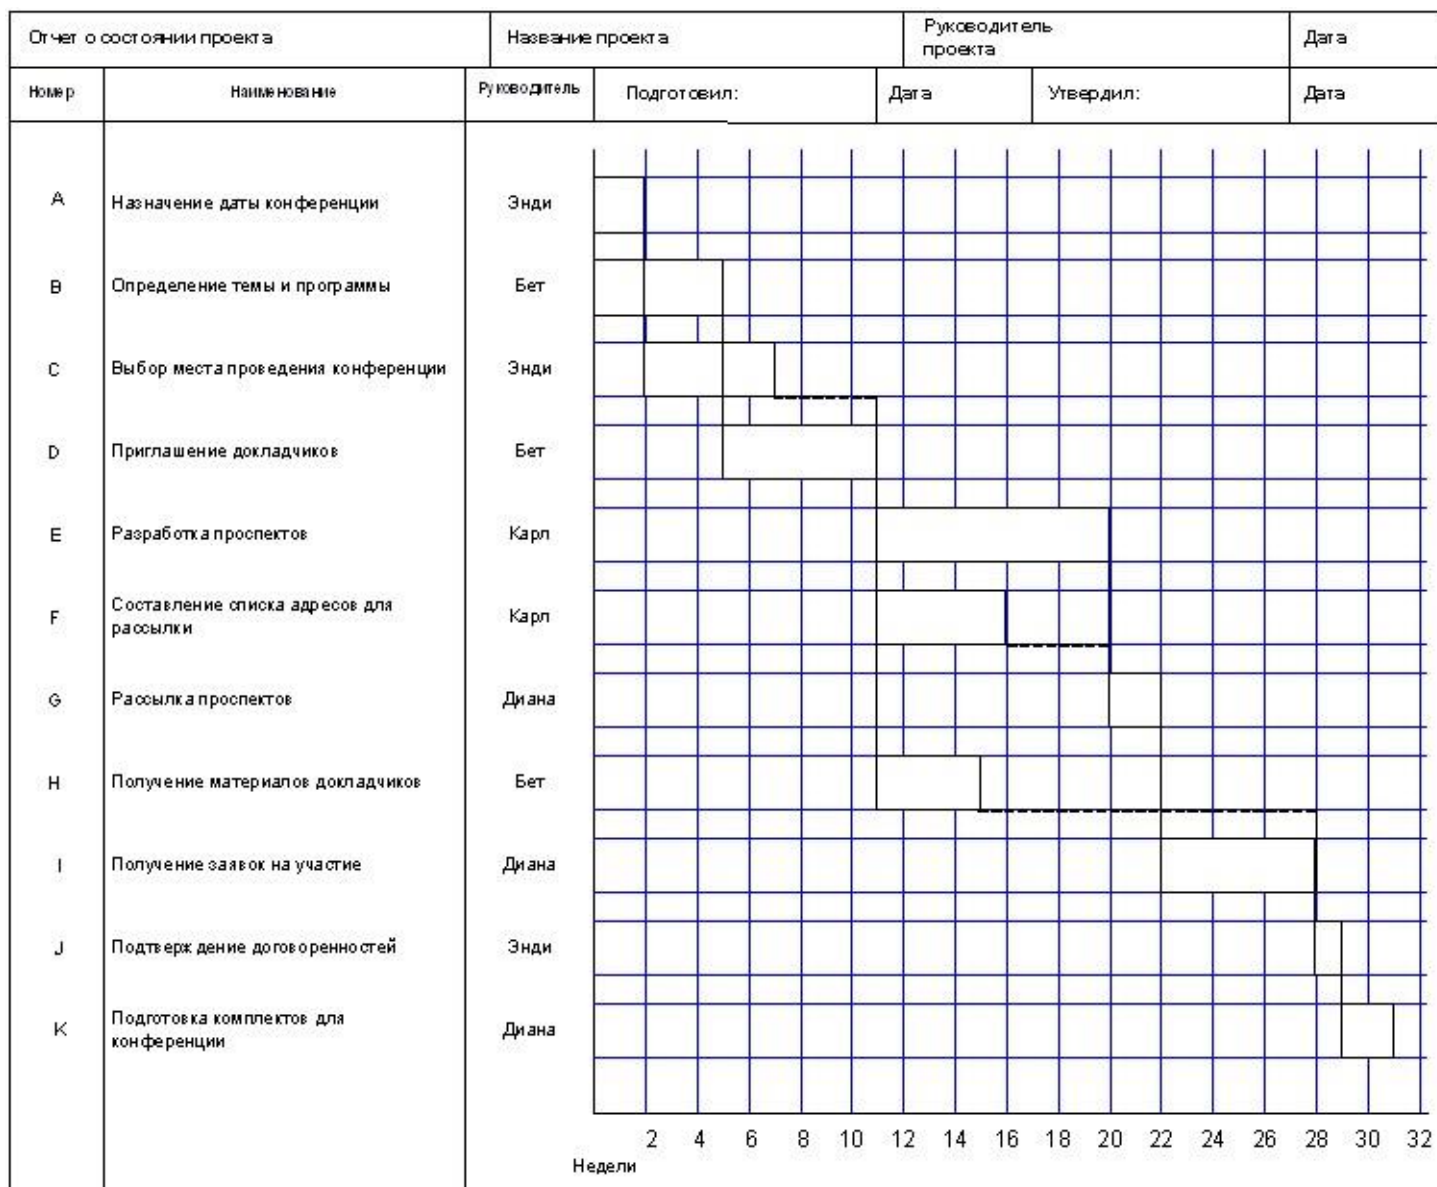 Отчет о состоянии проекта
Название проекта
Руководитель
проекта
Дата
Номер
Наименование
Руководитель
Подготовил:
Дата
Утвердил:
Дата
A
Назначение даты конференции
Энди
B
Определение темы и программы
Бет
C
Выбор места проведения конференции
Энди
D
Приглашение докладчиков
Бет
E
Разработка проспектов
Карл
F
Составление списка адресов для
рассылки
Карл
G
Рассылка проспектов
Диана
H
Получение материалов докладчиков
Бет
I
Получение заявок на участие
Диана
J
Подтверждение договоренностей
Энди
K
Подготовка комплектов для
конференции
Диана
2 4 6 8 10 12 14 16 18 20 22 24 26 28 30 32
Недели